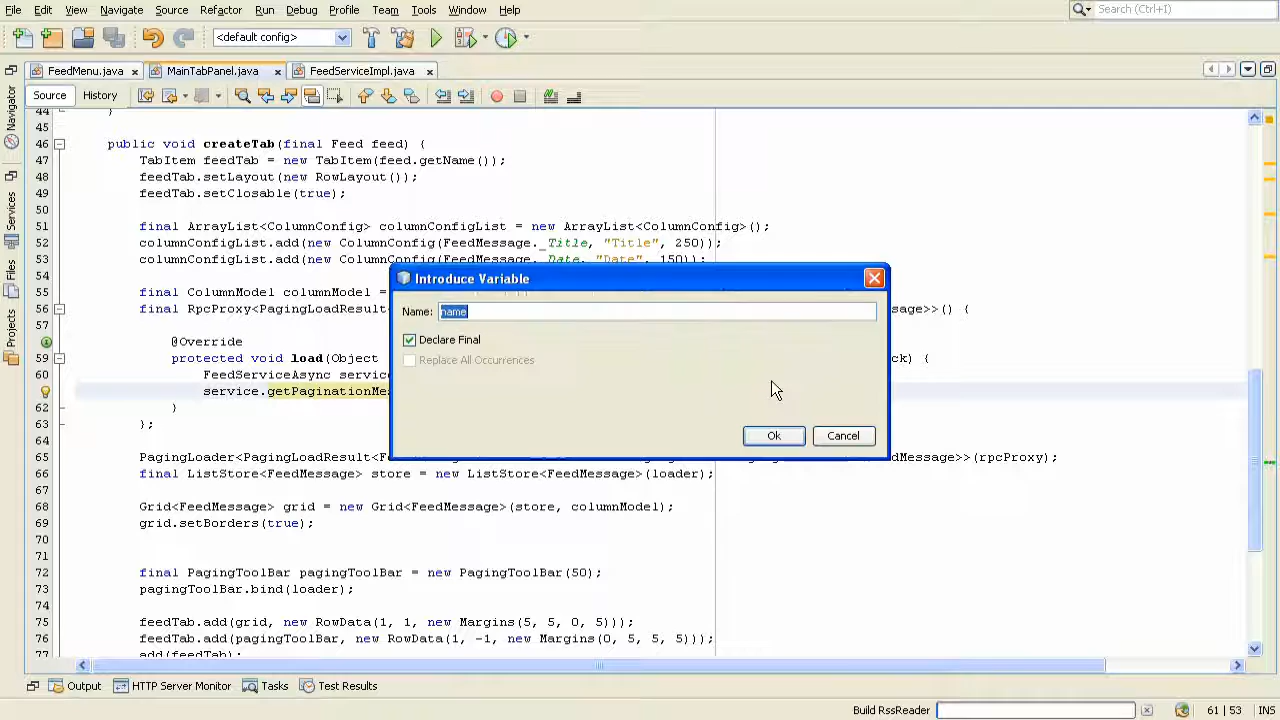 File Edit View Navigate Source Refactor Run Debug Profile Team Tools Window Help Search (Ctrl+I)
<default config>
FeedMenu.java MainTabPanel.java FeedServiceImpl.java
Source History
Navigator
Services
Files
Projects
44 }
45
46 public void createTab(final Feed feed) {
47 TabItem feedTab = new TabItem(feed.getName());
48 feedTab.setLayout(new RowLayout());
49 feedTab.setClosable(true);
50
51 final ArrayList<ColumnConfig> columnConfigList = new ArrayList<ColumnConfig>();
52 columnConfigList.add(new ColumnConfig(FeedMessage._Title, "Title", 250));
53 columnConfigList.add(new ColumnConfig(FeedMessage._Date, "Date", 150));
54
55 final ColumnModel columnModel =
56 final RpcProxy<PagingLoadResult< sage>>() {
57
@Override
59 protected void load(Object k) {
60 FeedServiceAsync service
service.getPaginationMes
62 }
63 };
64
65 PagingLoader<PagingLoadResult<F edMessage>>(rpcProxy);
66 final ListStore<FeedMessage> store = new ListStore<FeedMessage>(loader);
67
68 Grid<FeedMessage> grid = new Grid<FeedMessage>(store, columnModel);
69 grid.setBorders(true);
70
71
72 final PagingToolBar pagingToolBar = new PagingToolBar(50);
73 pagingToolBar.bind(loader);
74
75 feedTab.add(grid, new RowData(1, 1, new Margins(5, 5, 0, 5)));
76 feedTab.add(pagingToolBar, new RowData(1, -1, new Margins(0, 5, 5, 5)));
77 add(feedTab);
Introduce Variable
Name: name
Declare Final
Replace All Occurrences
Ok Cancel
Output HTTP Server Monitor Tasks Test Results
Build RssReader 61 | 53 INS